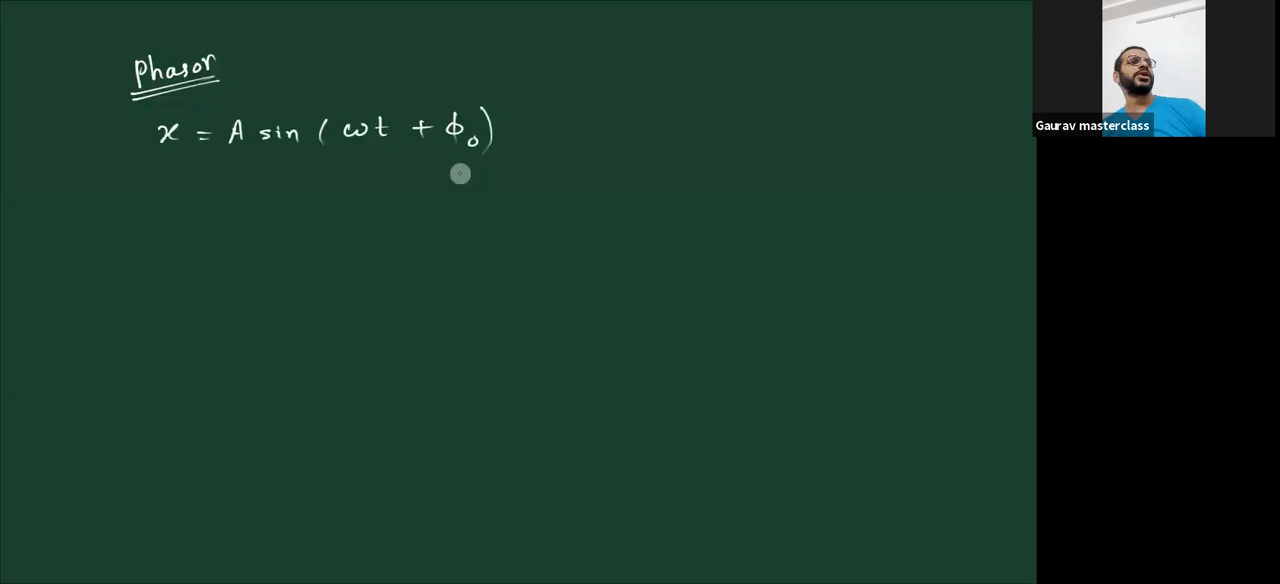 Phasor
x = A sin ( ωt + ϕ₀)
Gaurav masterclass